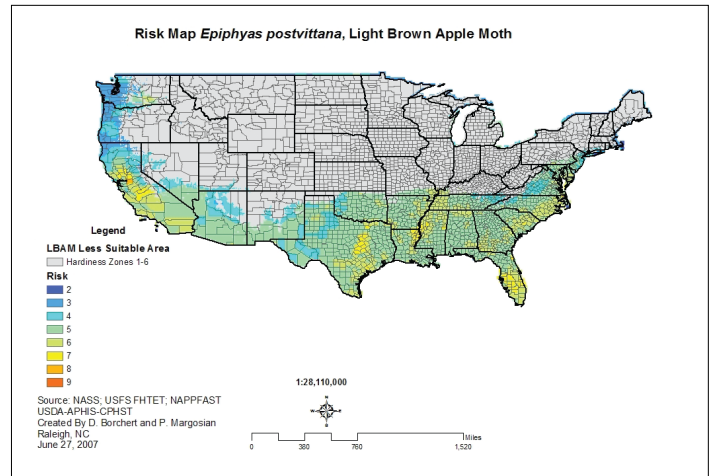 Risk Map Epiphyas postvittana, Light Brown Apple Moth
Legend
LBAM Less Suitable Area
Hardiness Zones 1-6
Risk
2
3
4
5
6
7
8
9
1:28,110,000
N
W E
S
Source: NASS; USFS FHTET; NAPPFAST
USDA-APHIS-CPHST
Created By D. Borchert and P. Margosian
Raleigh, NC
June 27, 2007
Miles
0 380 760 1,520